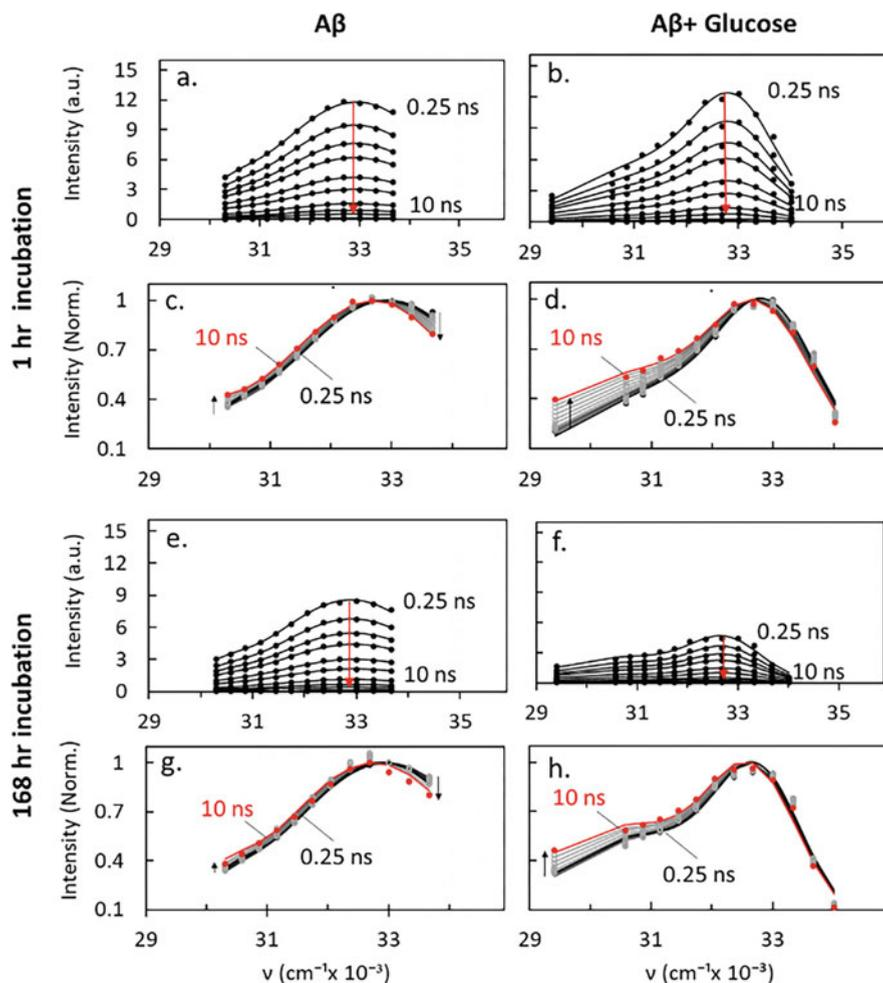 Aβ
Aβ+ Glucose
1 hr incubation
Intensity (a.u.)
15
12
9
6
3
0
a.
0.25 ns
10 ns
29 31 33 35
b.
0.25 ns
10 ns
29 31 33 35
Intensity (Norm.)
1
0.7
0.4
0.1
c.
10 ns
0.25 ns
29 31 33
d.
10 ns
0.25 ns
29 31 33
168 hr incubation
Intensity (a.u.)
15
12
9
6
3
0
e.
0.25 ns
10 ns
29 31 33 35
f.
0.25 ns
10 ns
29 31 33 35
Intensity (Norm.)
1
0.7
0.4
0.1
g.
10 ns
0.25 ns
29 31 33
ν (cm⁻¹x 10⁻³)
h.
10 ns
0.25 ns
29 31 33
ν (cm⁻¹x 10⁻³)